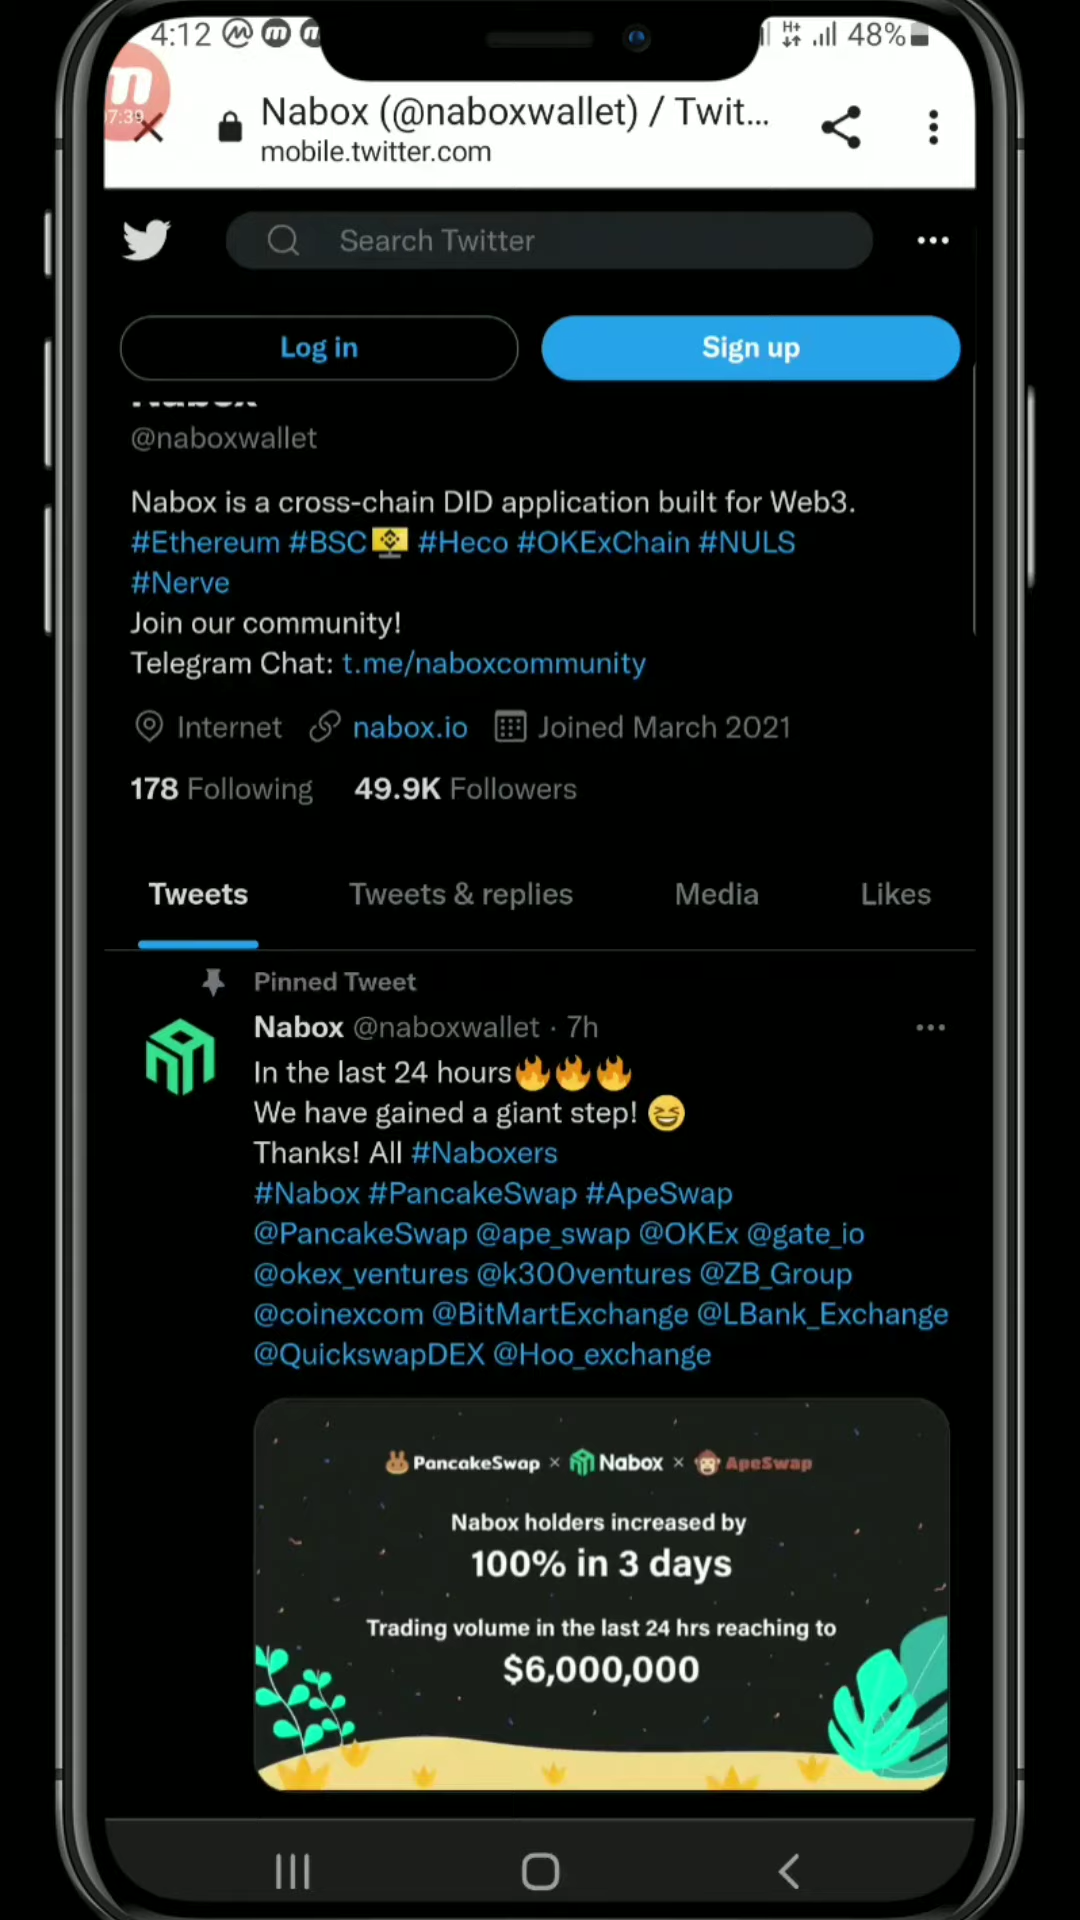 4:12
48%
7:39
Nabox (@naboxwallet) / Twit...
mobile.twitter.com
Search Twitter
Log in
Sign up
Nabox
@naboxwallet
Nabox is a cross-chain DID application built for Web3.
#Ethereum #BSC #Heco #OKExChain #NULS
#Nerve
Join our community!
Telegram Chat: t.me/naboxcommunity
Internet nabox.io Joined March 2021
178 Following 49.9K Followers
Tweets
Tweets & replies
Media
Likes
Pinned Tweet
Nabox @naboxwallet · 7h
In the last 24 hours🔥🔥🔥
We have gained a giant step! 😆
Thanks! All #Naboxers
#Nabox #PancakeSwap #ApeSwap
@PancakeSwap @ape_swap @OKEx @gate_io
@okex_ventures @k300ventures @ZB_Group
@coinexcom @BitMartExchange @LBank_Exchange
@QuickswapDEX @Hoo_exchange
PancakeSwap × Nabox × ApeSwap
Nabox holders increased by
100% in 3 days
Trading volume in the last 24 hrs reaching to
$6,000,000